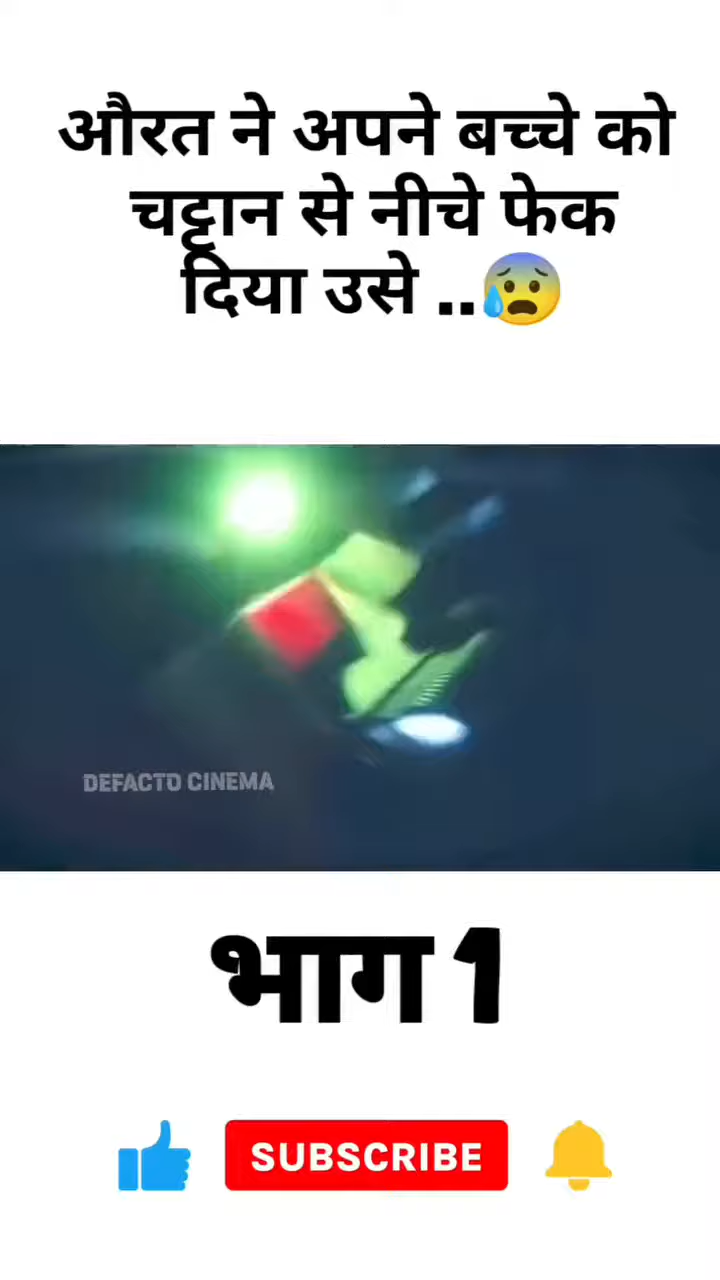 औरत ने अपने बच्चे को
चट्टान से नीचे फेक
दिया उसे ..😰
DEFACTO CINEMA
भाग 1
SUBSCRIBE